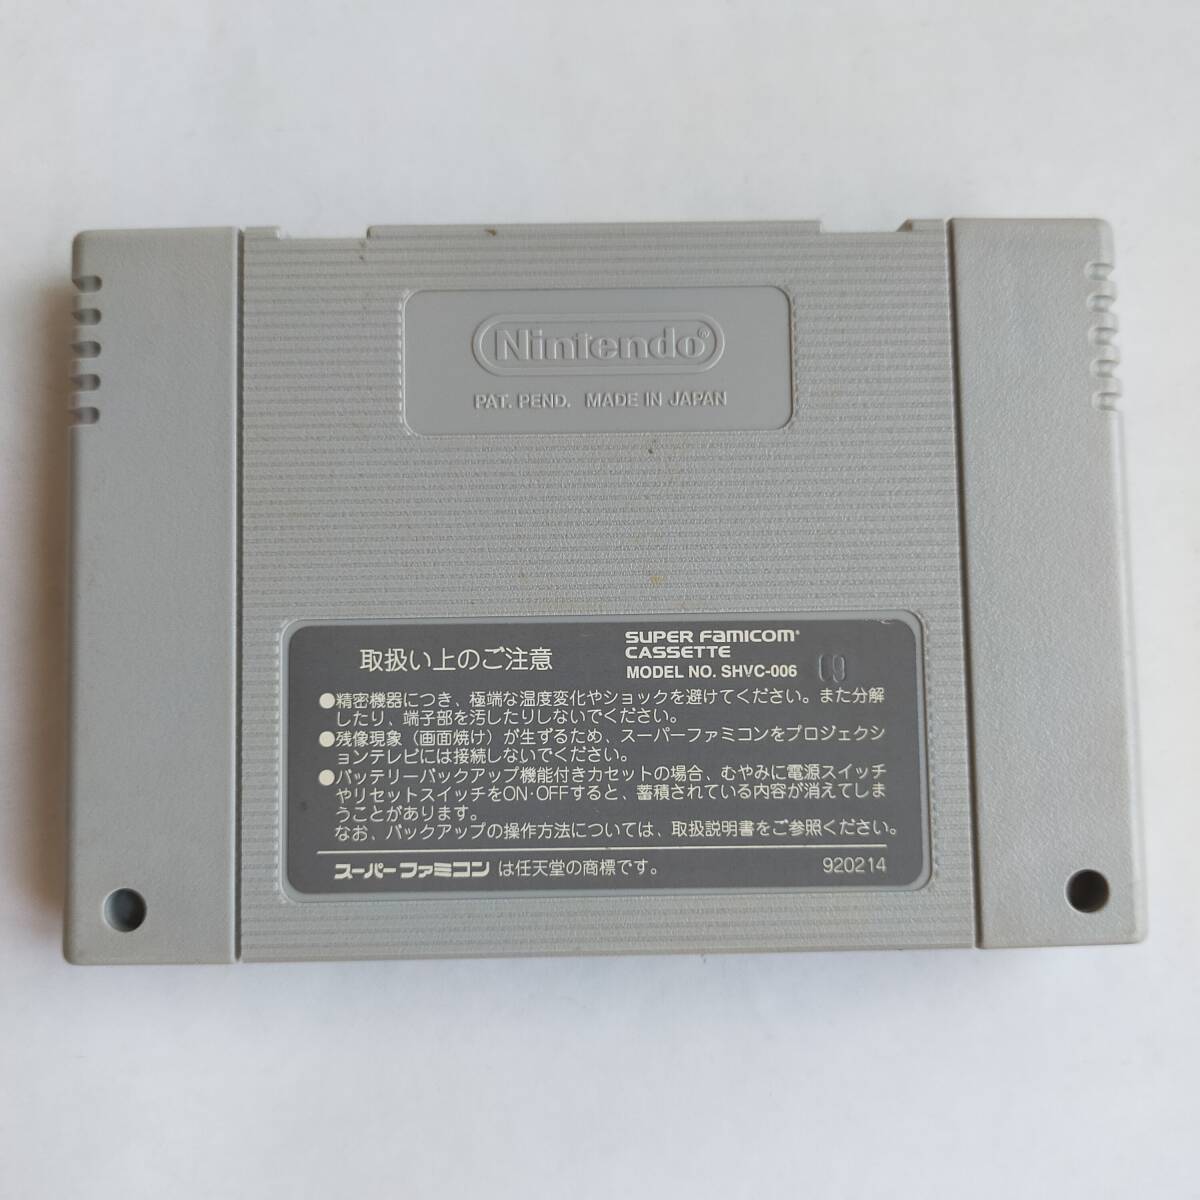 Nintendo®
PAT. PEND. MADE IN JAPAN
取扱い上のご注意
SUPER FAMICOM®
CASSETTE
MODEL NO. SHVC-006
●精密機器につき、極端な温度変化やショックを避けてください。また分解
したり、端子部を汚したりしないでください。
●残像現象（画面焼け）が生ずるため、スーパーファミコンをプロジェクシ
ョンテレビには接続しないでください。
●バッテリーバックアップ機能付きカセットの場合、むやみに電源スイッチ
やリセットスイッチをON·OFFすると、蓄積されている内容が消えてしま
うことがあります。
なお、バックアップの操作方法については、取扱説明書をご参照ください。
スーパーファミコン は任天堂の商標です。
920214